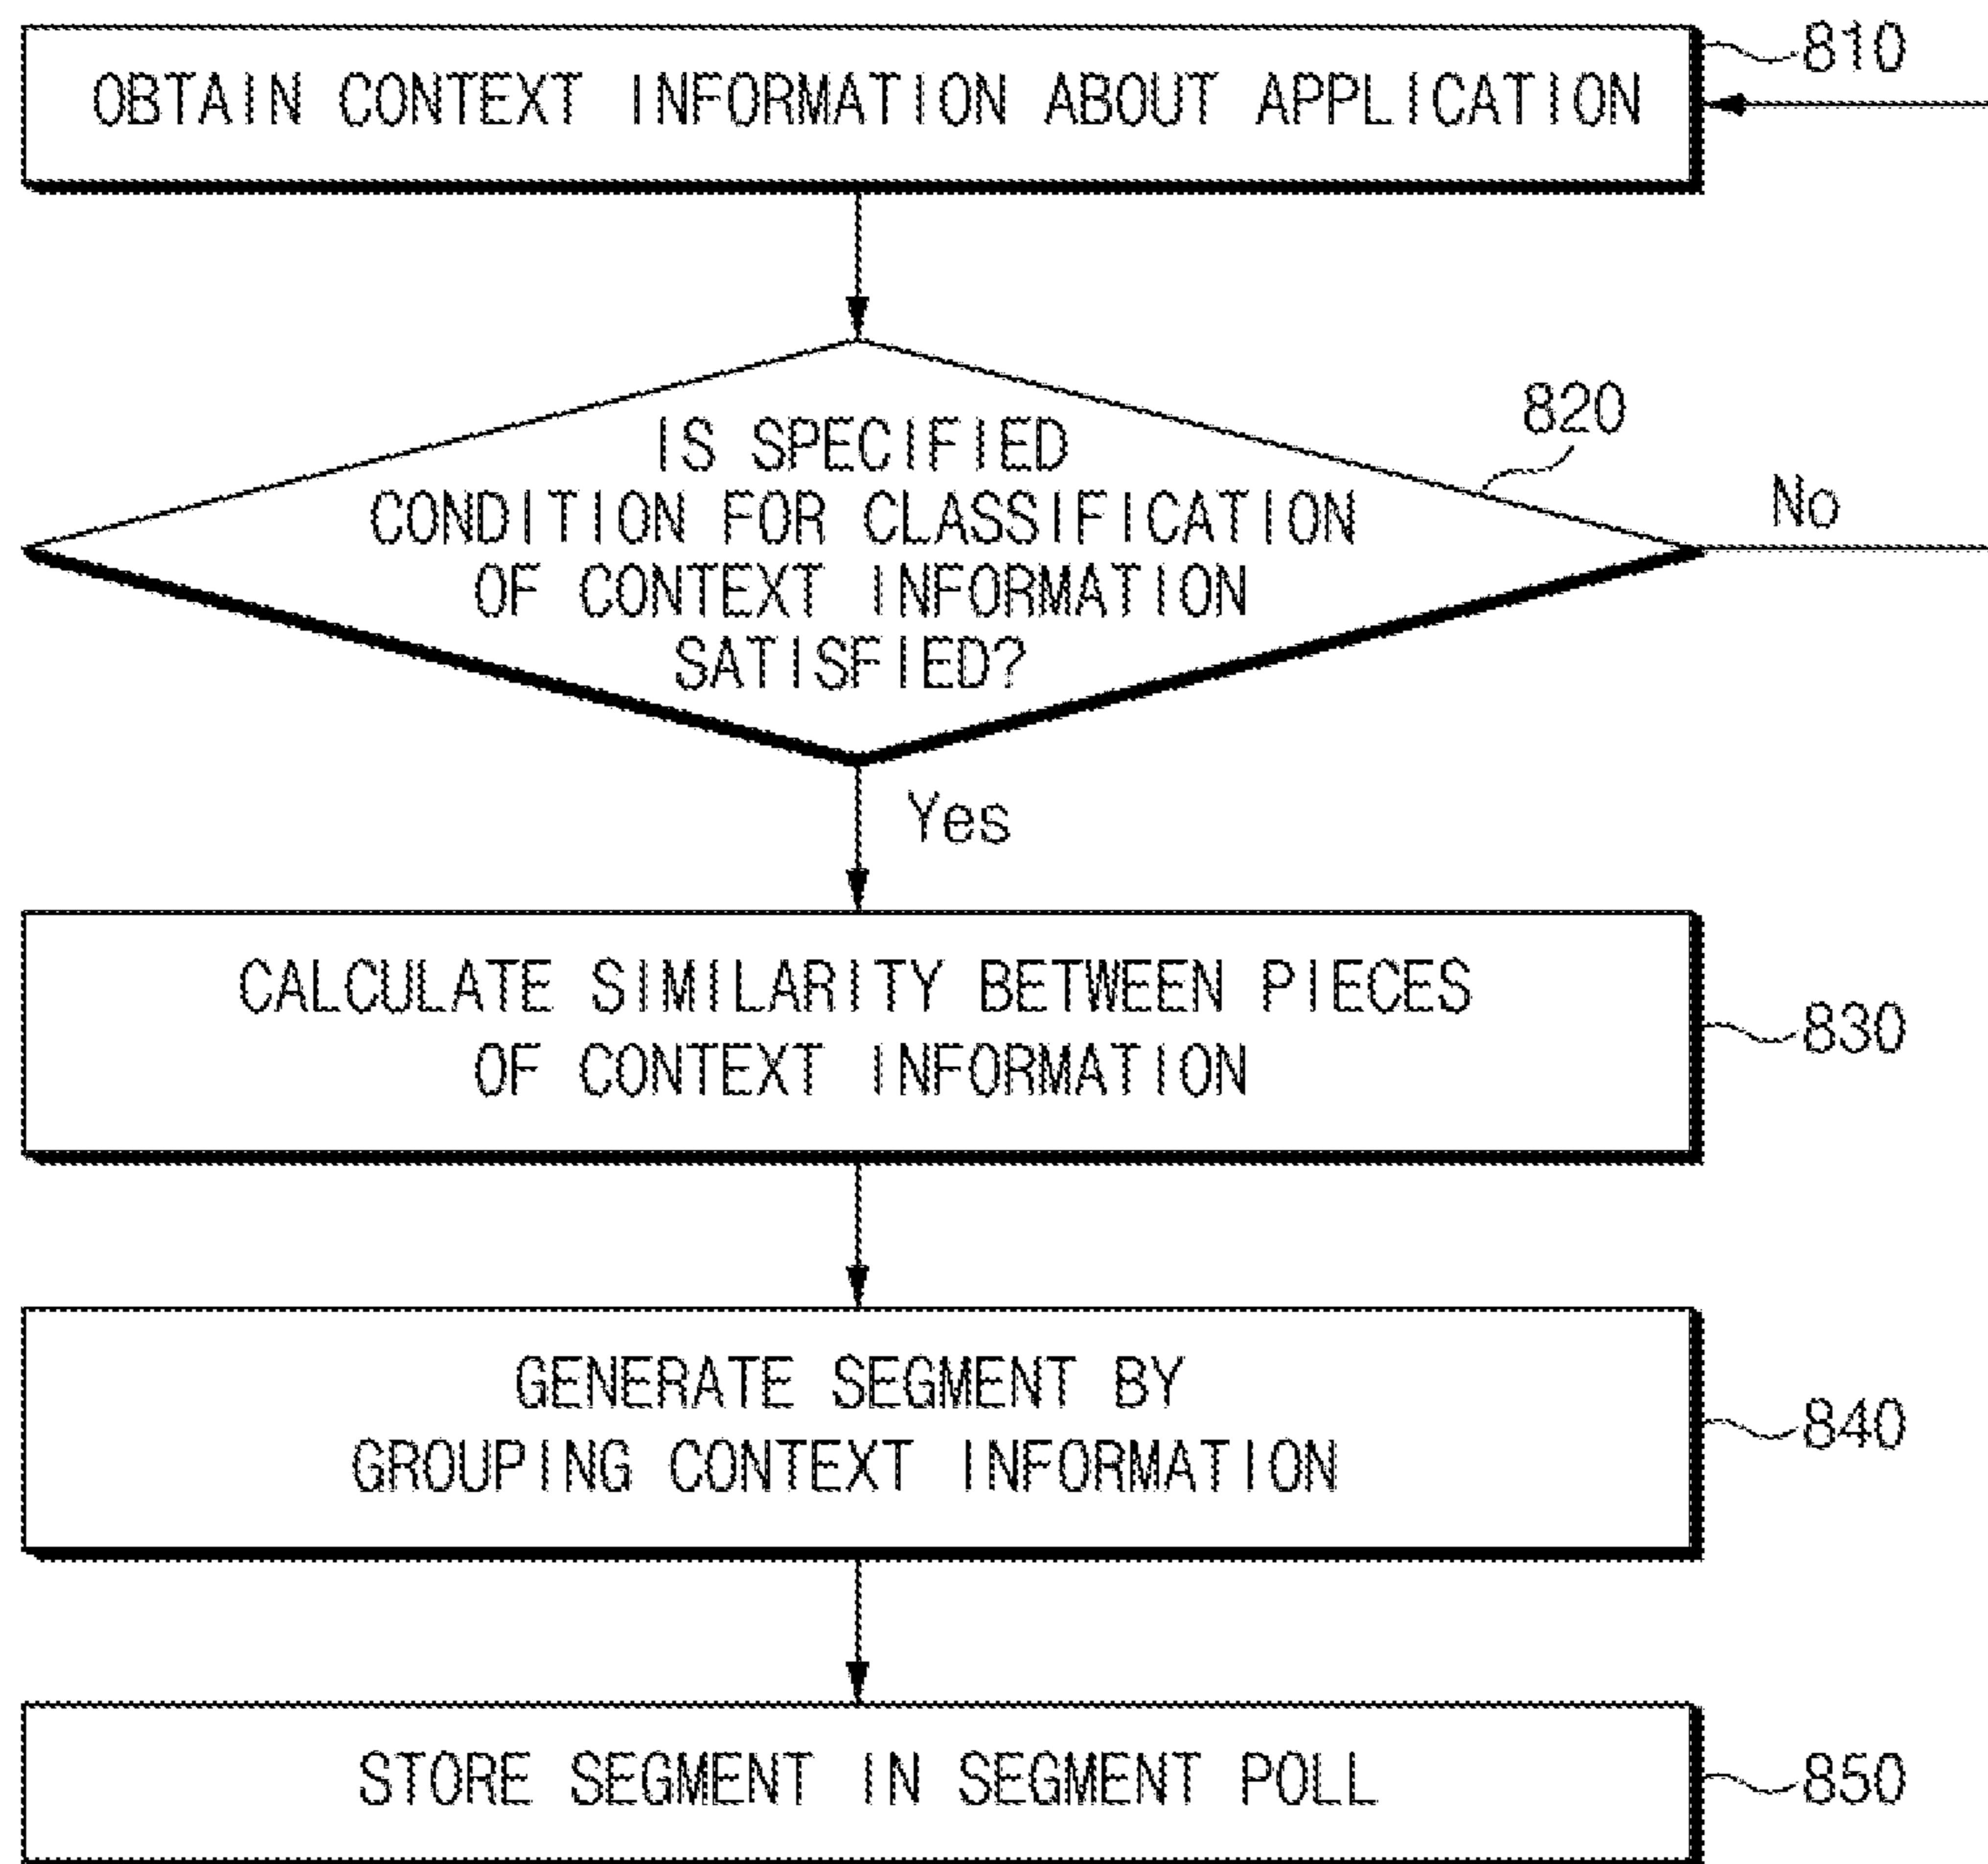 810
OBTAIN CONTEXT INFORMATION ABOUT APPLICATION
820
IS SPECIFIED
CONDITION FOR CLASSIFICATION
OF CONTEXT INFORMATION
SATISFIED?
No
Yes
CALCULATE SIMILARITY BETWEEN PIECES
OF CONTEXT INFORMATION
830
GENERATE SEGMENT BY
GROUPING CONTEXT INFORMATION
840
STORE SEGMENT IN SEGMENT POLL
850